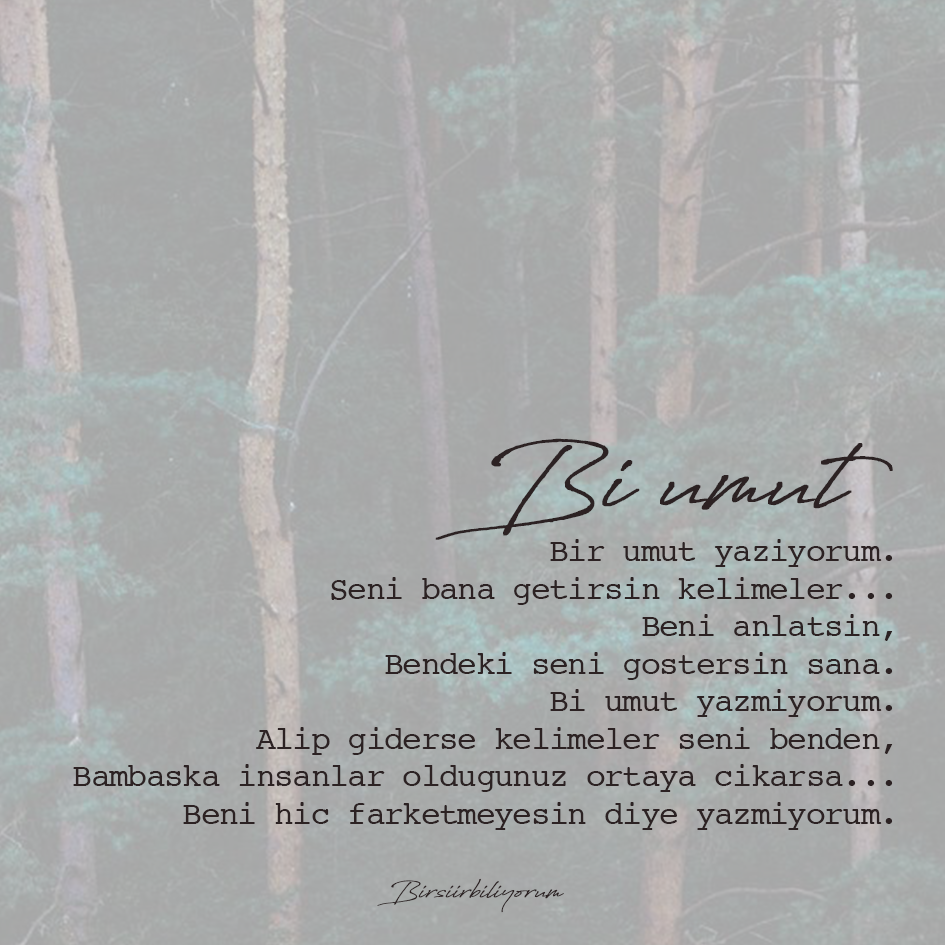 Bi umut
Bir umut yaziyorum.
Seni bana getirsin kelimeler...
Beni anlatsin,
Bendeki seni gostersin sana.
Bi umut yazmiyorum.
Alip giderse kelimeler seni benden,
Bambaska insanlar oldugunuz ortaya cikarsa...
Beni hic farketmeyesin diye yazmiyorum.
Birsiirbiliyorum